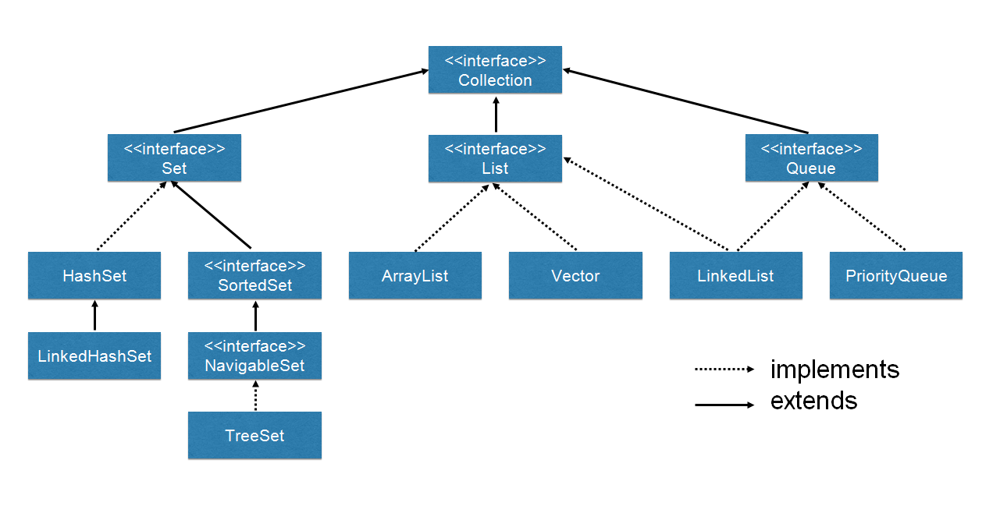 <<interface>>
Collection
<<interface>>
Set
<<interface>>
List
<<interface>>
Queue
HashSet
<<interface>>
SortedSet
ArrayList
Vector
LinkedList
PriorityQueue
LinkedHashSet
<<interface>>
NavigableSet
implements
extends
TreeSet